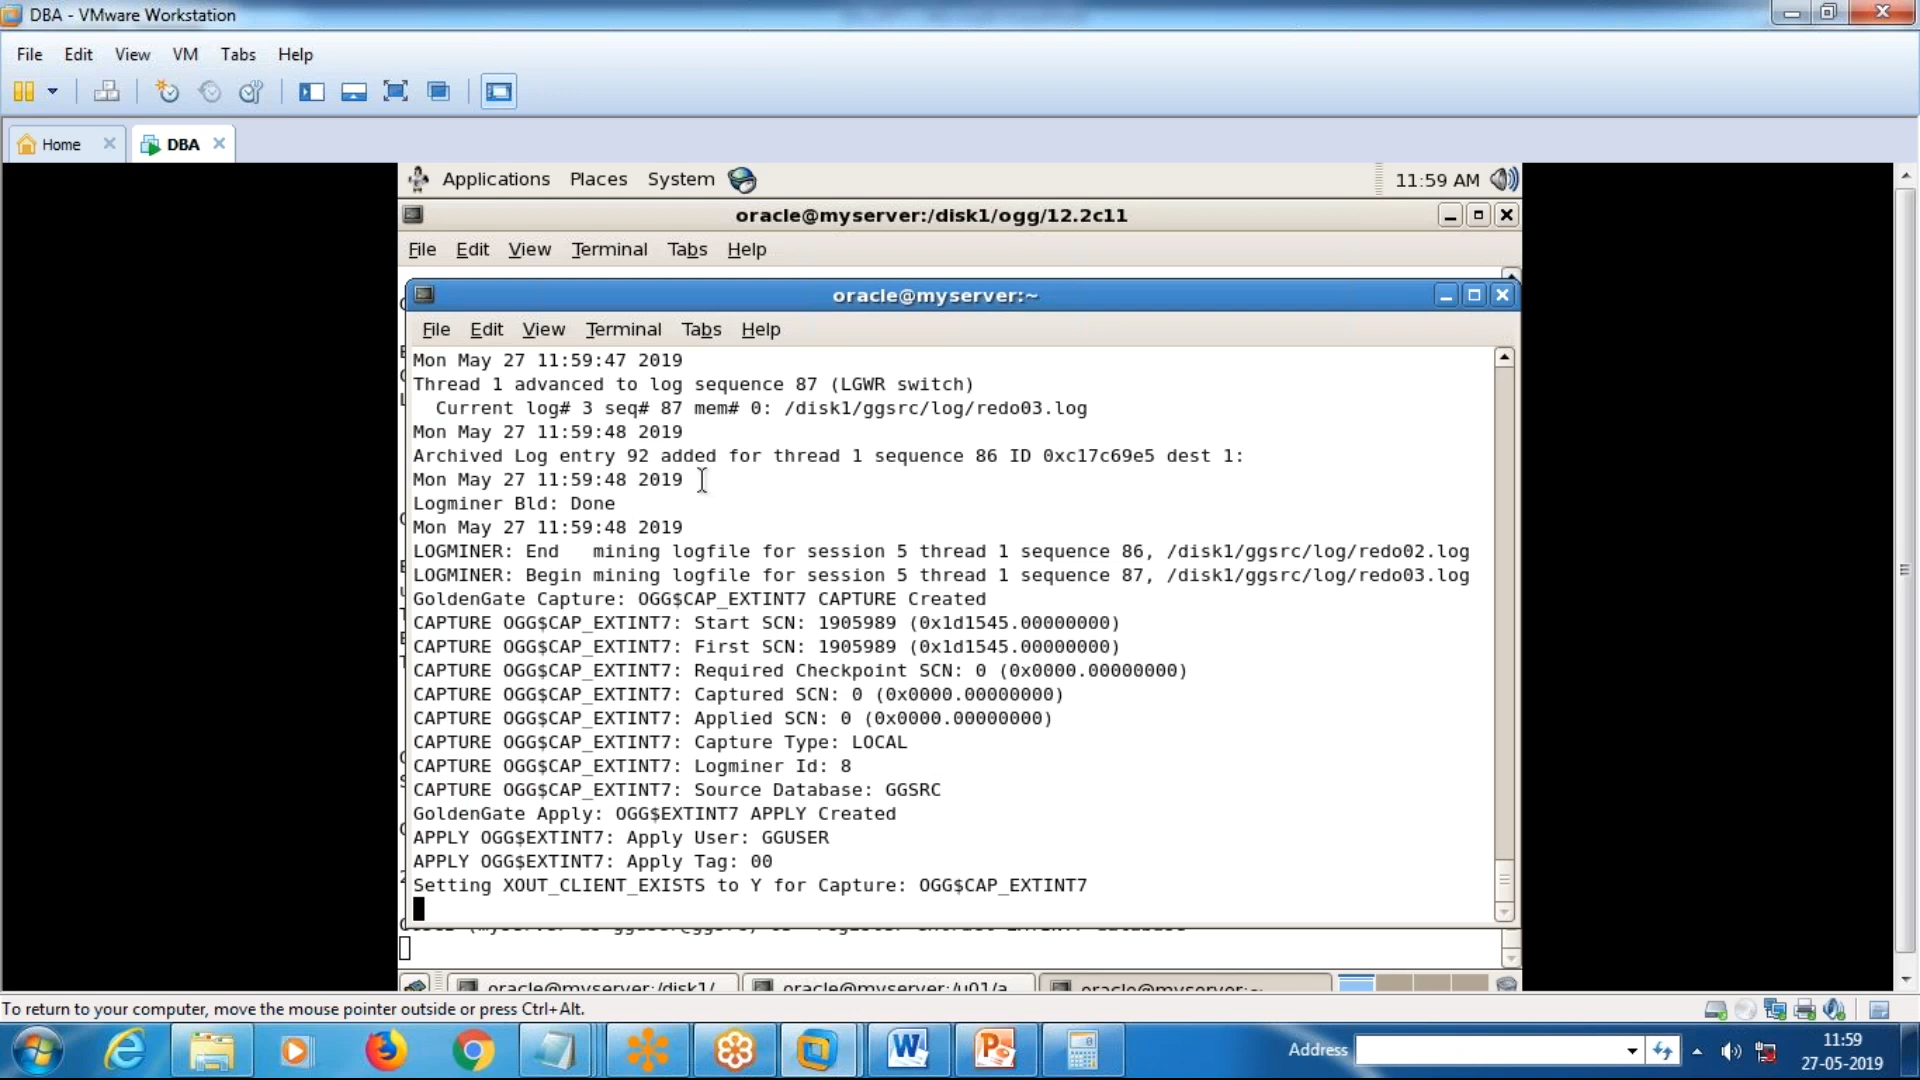 DBA - VMware Workstation
File Edit View VM Tabs Help
Home DBA
Applications Places System 11:59 AM
oracle@myserver:/disk1/ogg/12.2c11
File Edit View Terminal Tabs Help
oracle@myserver:~
File Edit View Terminal Tabs Help
Mon May 27 11:59:47 2019
Thread 1 advanced to log sequence 87 (LGWR switch)
Current log# 3 seq# 87 mem# 0: /disk1/ggsrc/log/redo03.log
Mon May 27 11:59:48 2019
Archived Log entry 92 added for thread 1 sequence 86 ID 0xc17c69e5 dest 1:
Mon May 27 11:59:48 2019
Logminer Bld: Done
Mon May 27 11:59:48 2019
LOGMINER: End   mining logfile for session 5 thread 1 sequence 86, /disk1/ggsrc/log/redo02.log
LOGMINER: Begin mining logfile for session 5 thread 1 sequence 87, /disk1/ggsrc/log/redo03.log
GoldenGate Capture: OGG$CAP_EXTINT7 CAPTURE Created
CAPTURE OGG$CAP_EXTINT7: Start SCN: 1905989 (0x1d1545.00000000)
CAPTURE OGG$CAP_EXTINT7: First SCN: 1905989 (0x1d1545.00000000)
CAPTURE OGG$CAP_EXTINT7: Required Checkpoint SCN: 0 (0x0000.00000000)
CAPTURE OGG$CAP_EXTINT7: Captured SCN: 0 (0x0000.00000000)
CAPTURE OGG$CAP_EXTINT7: Applied SCN: 0 (0x0000.00000000)
CAPTURE OGG$CAP_EXTINT7: Capture Type: LOCAL
CAPTURE OGG$CAP_EXTINT7: Logminer Id: 8
CAPTURE OGG$CAP_EXTINT7: Source Database: GGSRC
GoldenGate Apply: OGG$EXTINT7 APPLY Created
APPLY OGG$EXTINT7: Apply User: GGUSER
APPLY OGG$EXTINT7: Apply Tag: 00
Setting XOUT_CLIENT_EXISTS to Y for Capture: OGG$CAP_EXTINT7
oracle@myserver:/disk1/ oracle@myserver:/u01/a oracle@myserver:~
To return to your computer, move the mouse pointer outside or press Ctrl+Alt.
Address
11:59
27-05-2019